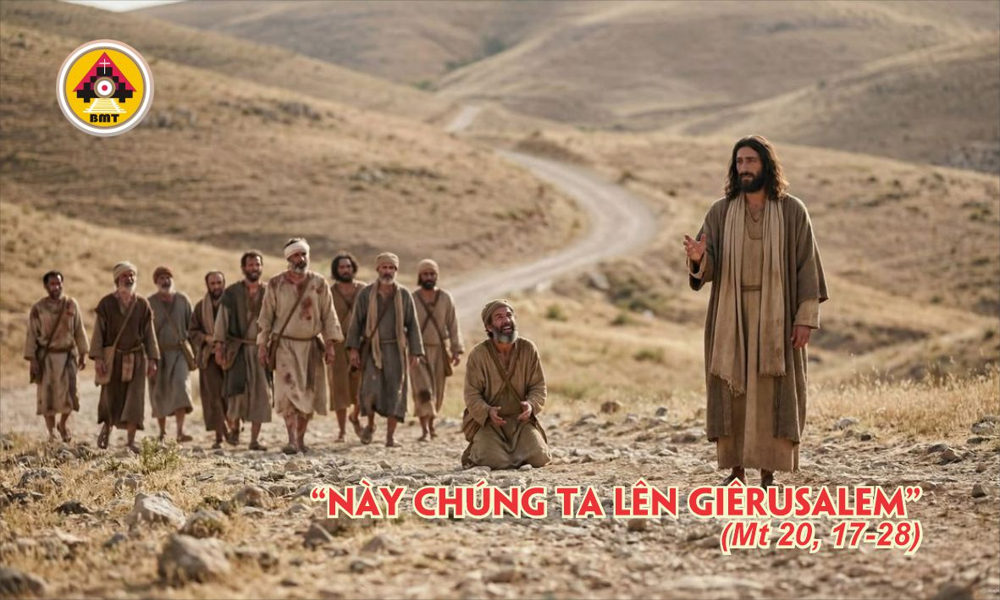 BMT
“NÀY CHÚNG TA LÊN GIÊRUSALEM”
(Mt 20, 17-28)